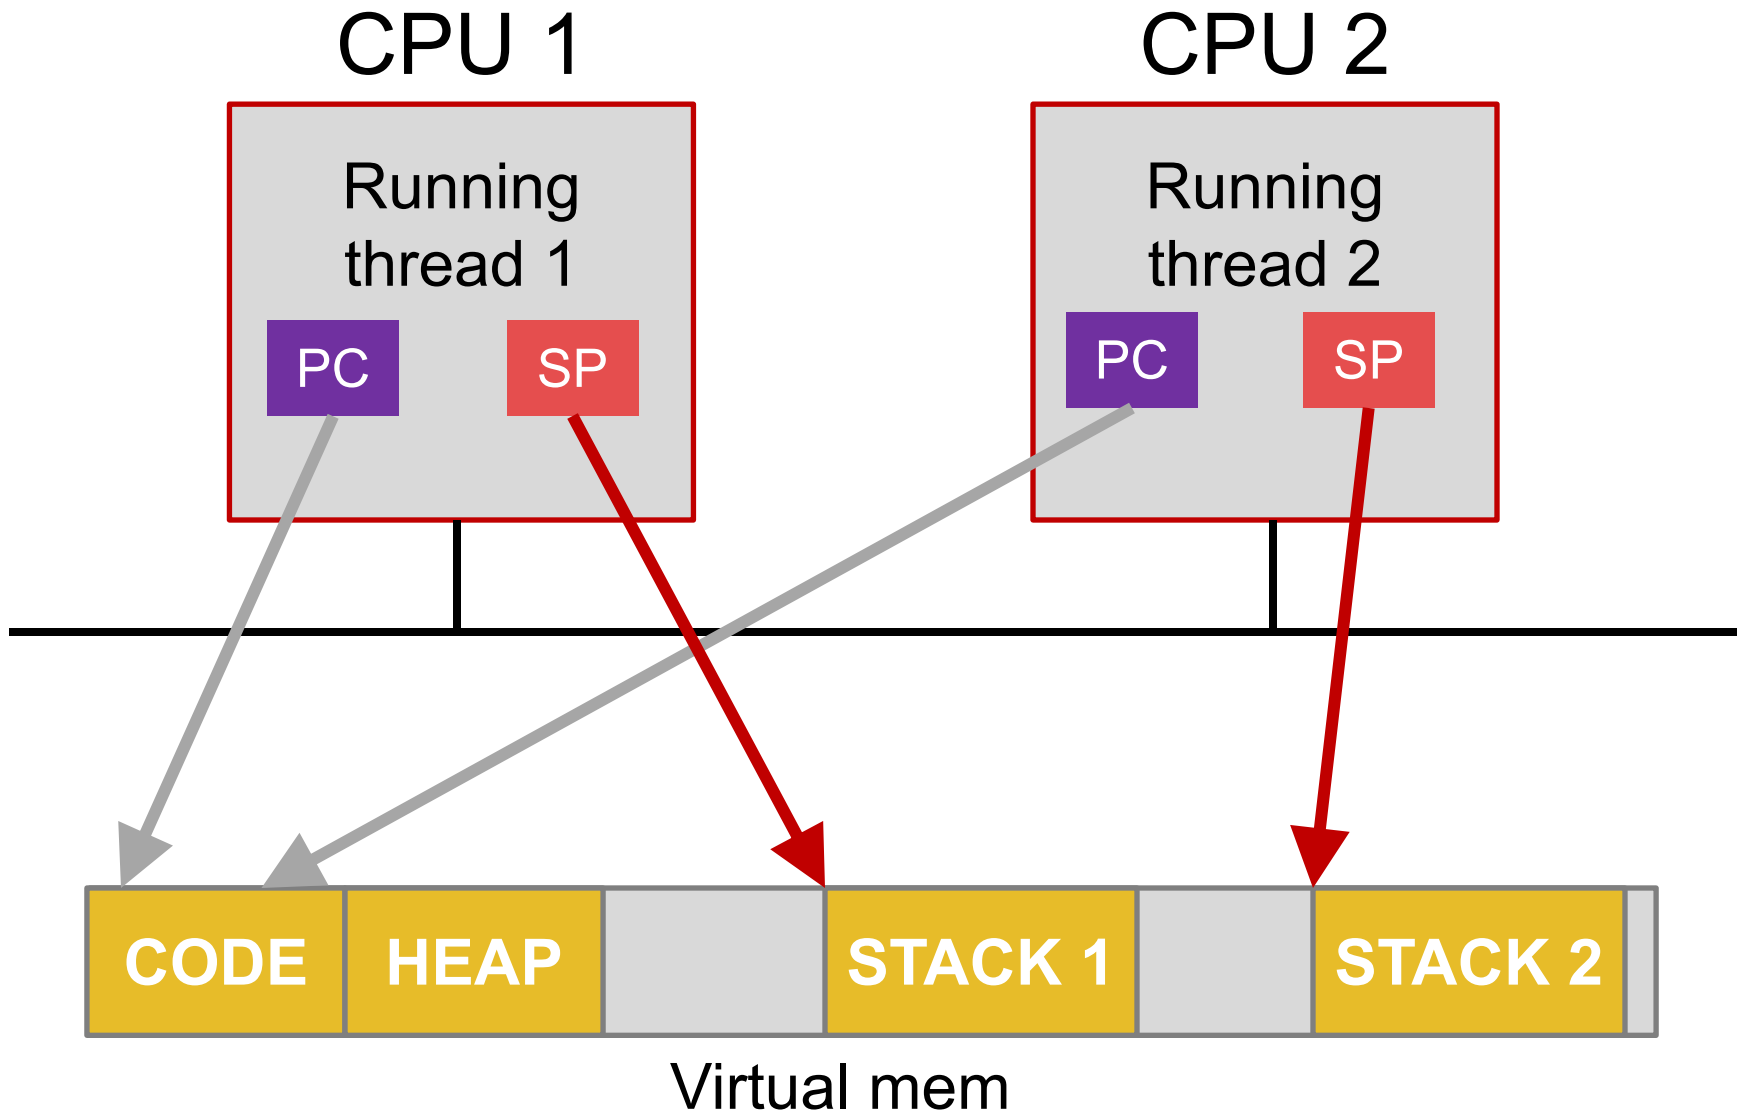 CPU 1
CPU 2
Running
thread 1
PC
SP
Running
thread 2
PC
SP
CODE
HEAP
STACK 1
STACK 2
Virtual mem